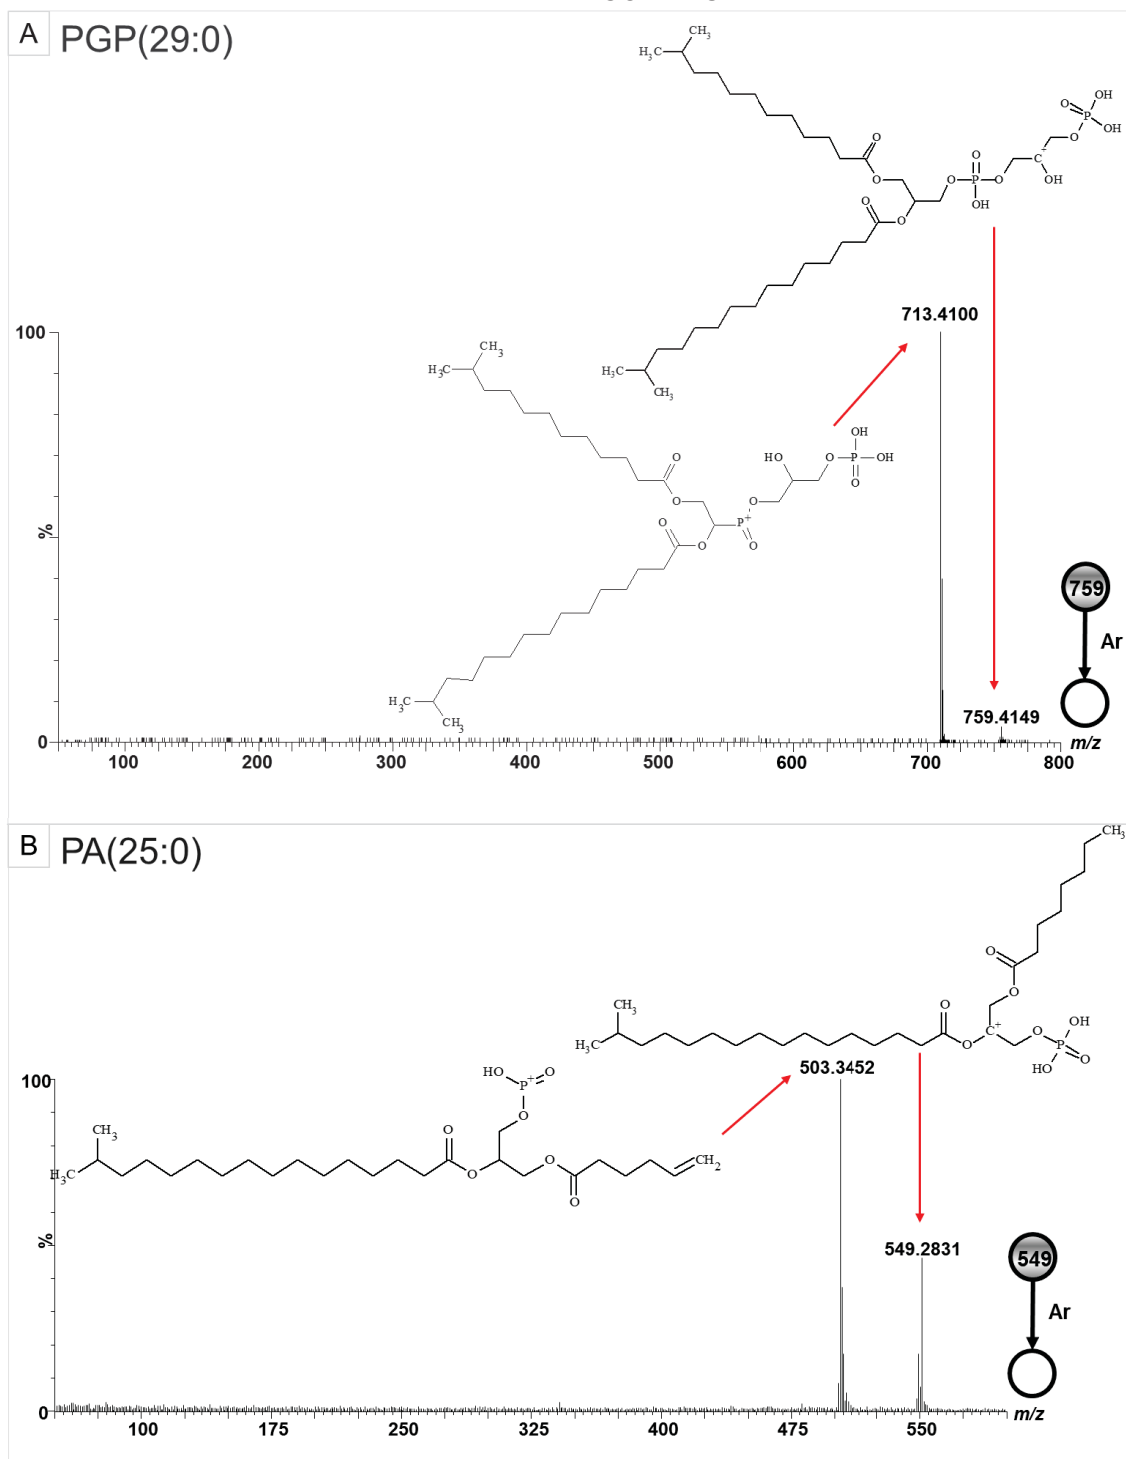 A PGP(29:0)
CH3
H3C
O
OH
P
OH
O
O
O
O
O
P
O
C+
OH
OH
O
O
713.4100
100
H3C
CH3
CH3
H3C
OH
HO
O
P
OH
O
O
O
O
O
P+
O
O
%
759
Ar
H3C
CH3
759.4149
0
m/z
100 200 300 400 500 600 700 800
B PA(25:0)
CH3
O
O
CH3
H3C
O
O
C+
O
OH
P
O
HO
503.3452
100
HO
P+
O
O
CH3
H3C
O
O
O
O
CH2
%
549.2831
549
Ar
0
m/z
100 175 250 325 400 475 550